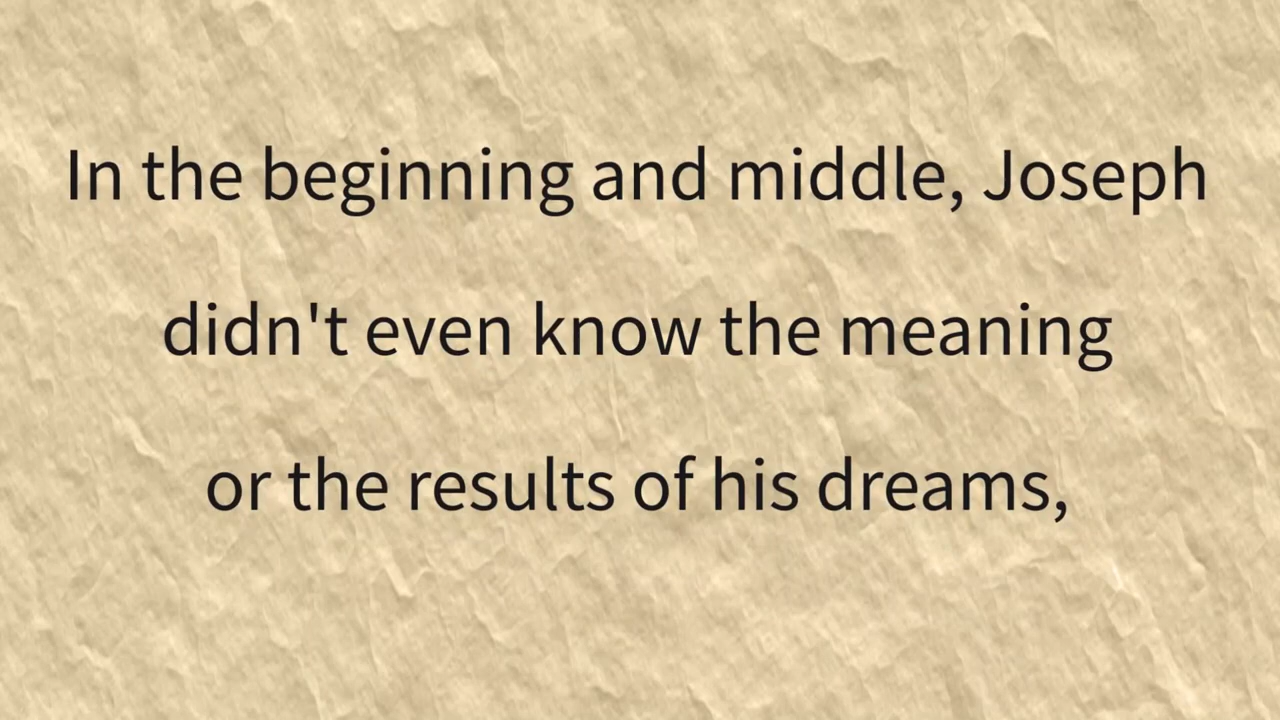 In the beginning and middle, Joseph
didn't even know the meaning
or the results of his dreams,